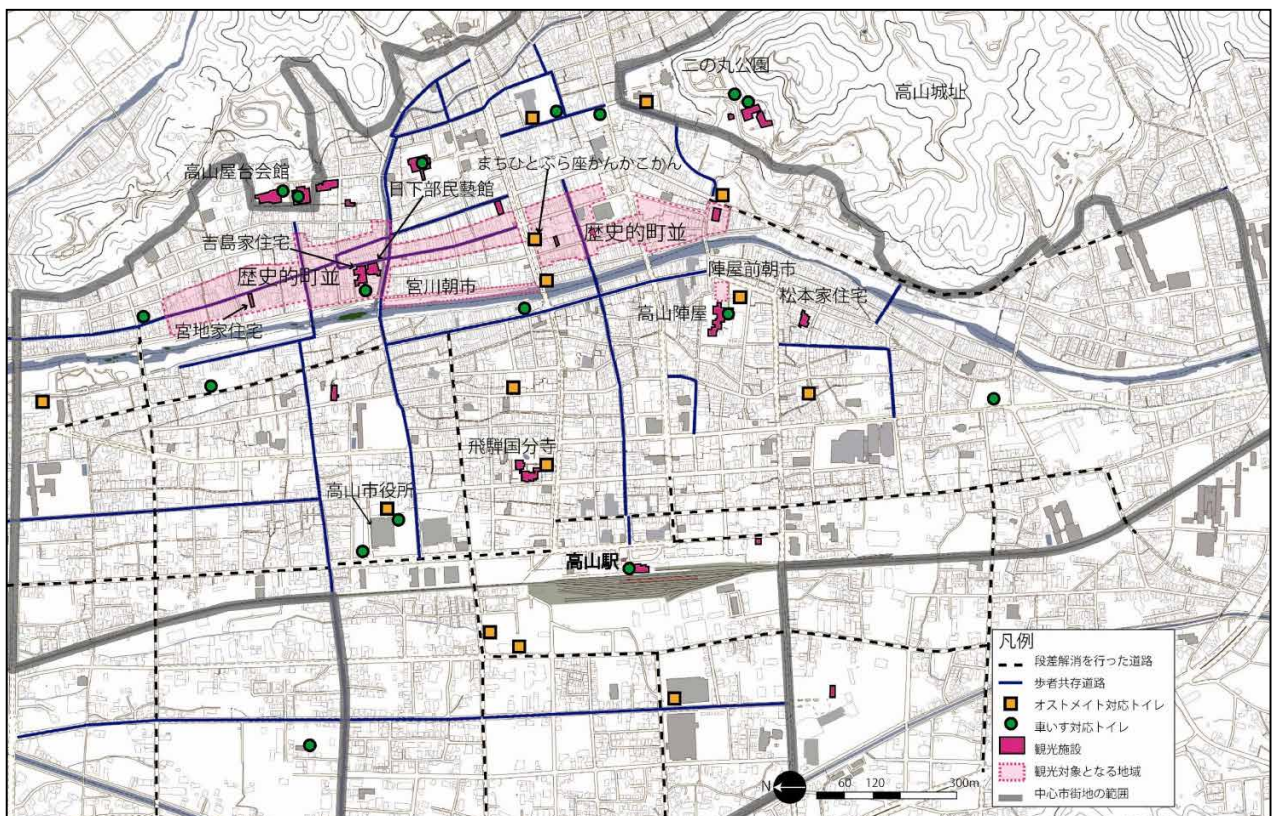 二の丸公園
高山城址
高山屋台会館
まちひとぷら座かんかこかん
日下部民藝館
吉島家住宅
歴史的町並
歴史的町並
宮川朝市
陣屋前朝市
松本家住宅
高山陣屋
宮地家住宅
飛騨国分寺
高山市役所
高山駅
凡例
段差解消を行った道路
歩者共存道路
オストメイト対応トイレ
車いす対応トイレ
観光施設
観光対象となる地域
中心市街地の範囲
N
60 120 300m